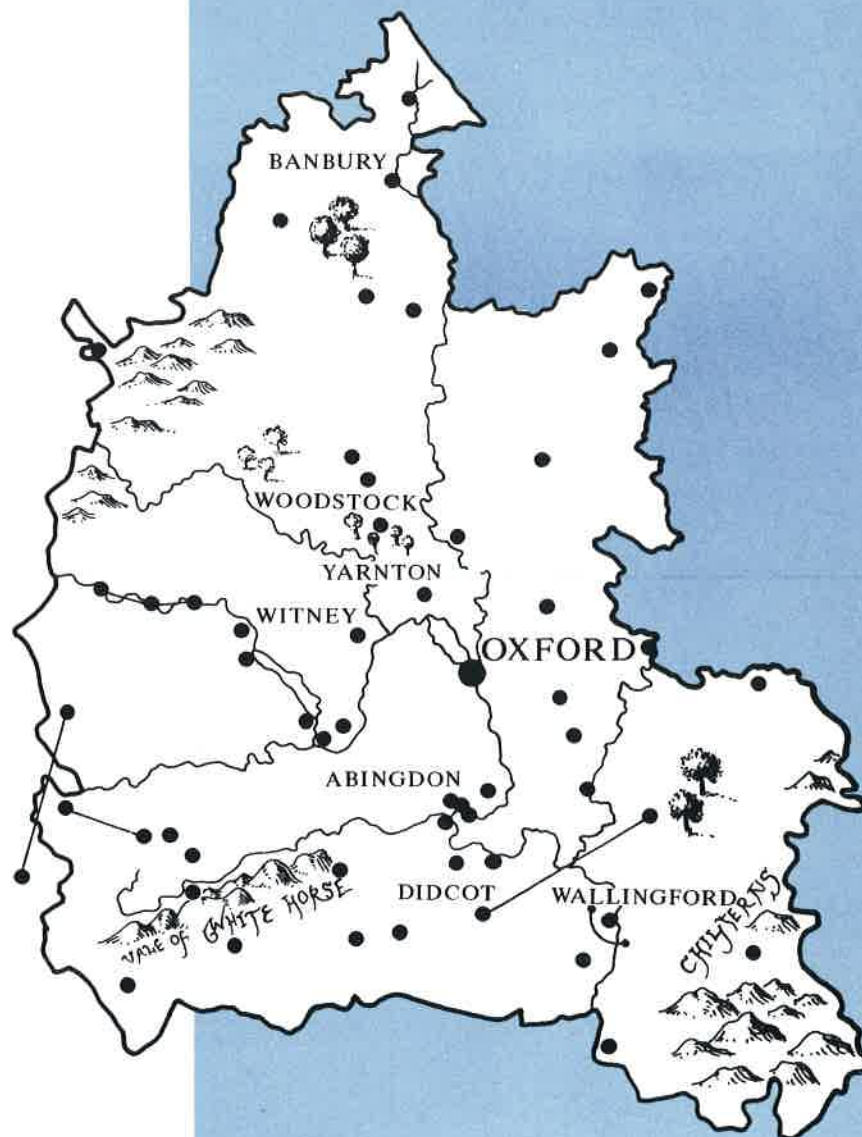 BANBURY
WOODSTOCK
YARNTON
WITNEY
OXFORD
ABINGDON
DIDCOT
WALLINGFORD
VALE OF WHITE HORSE
CHILTERNS